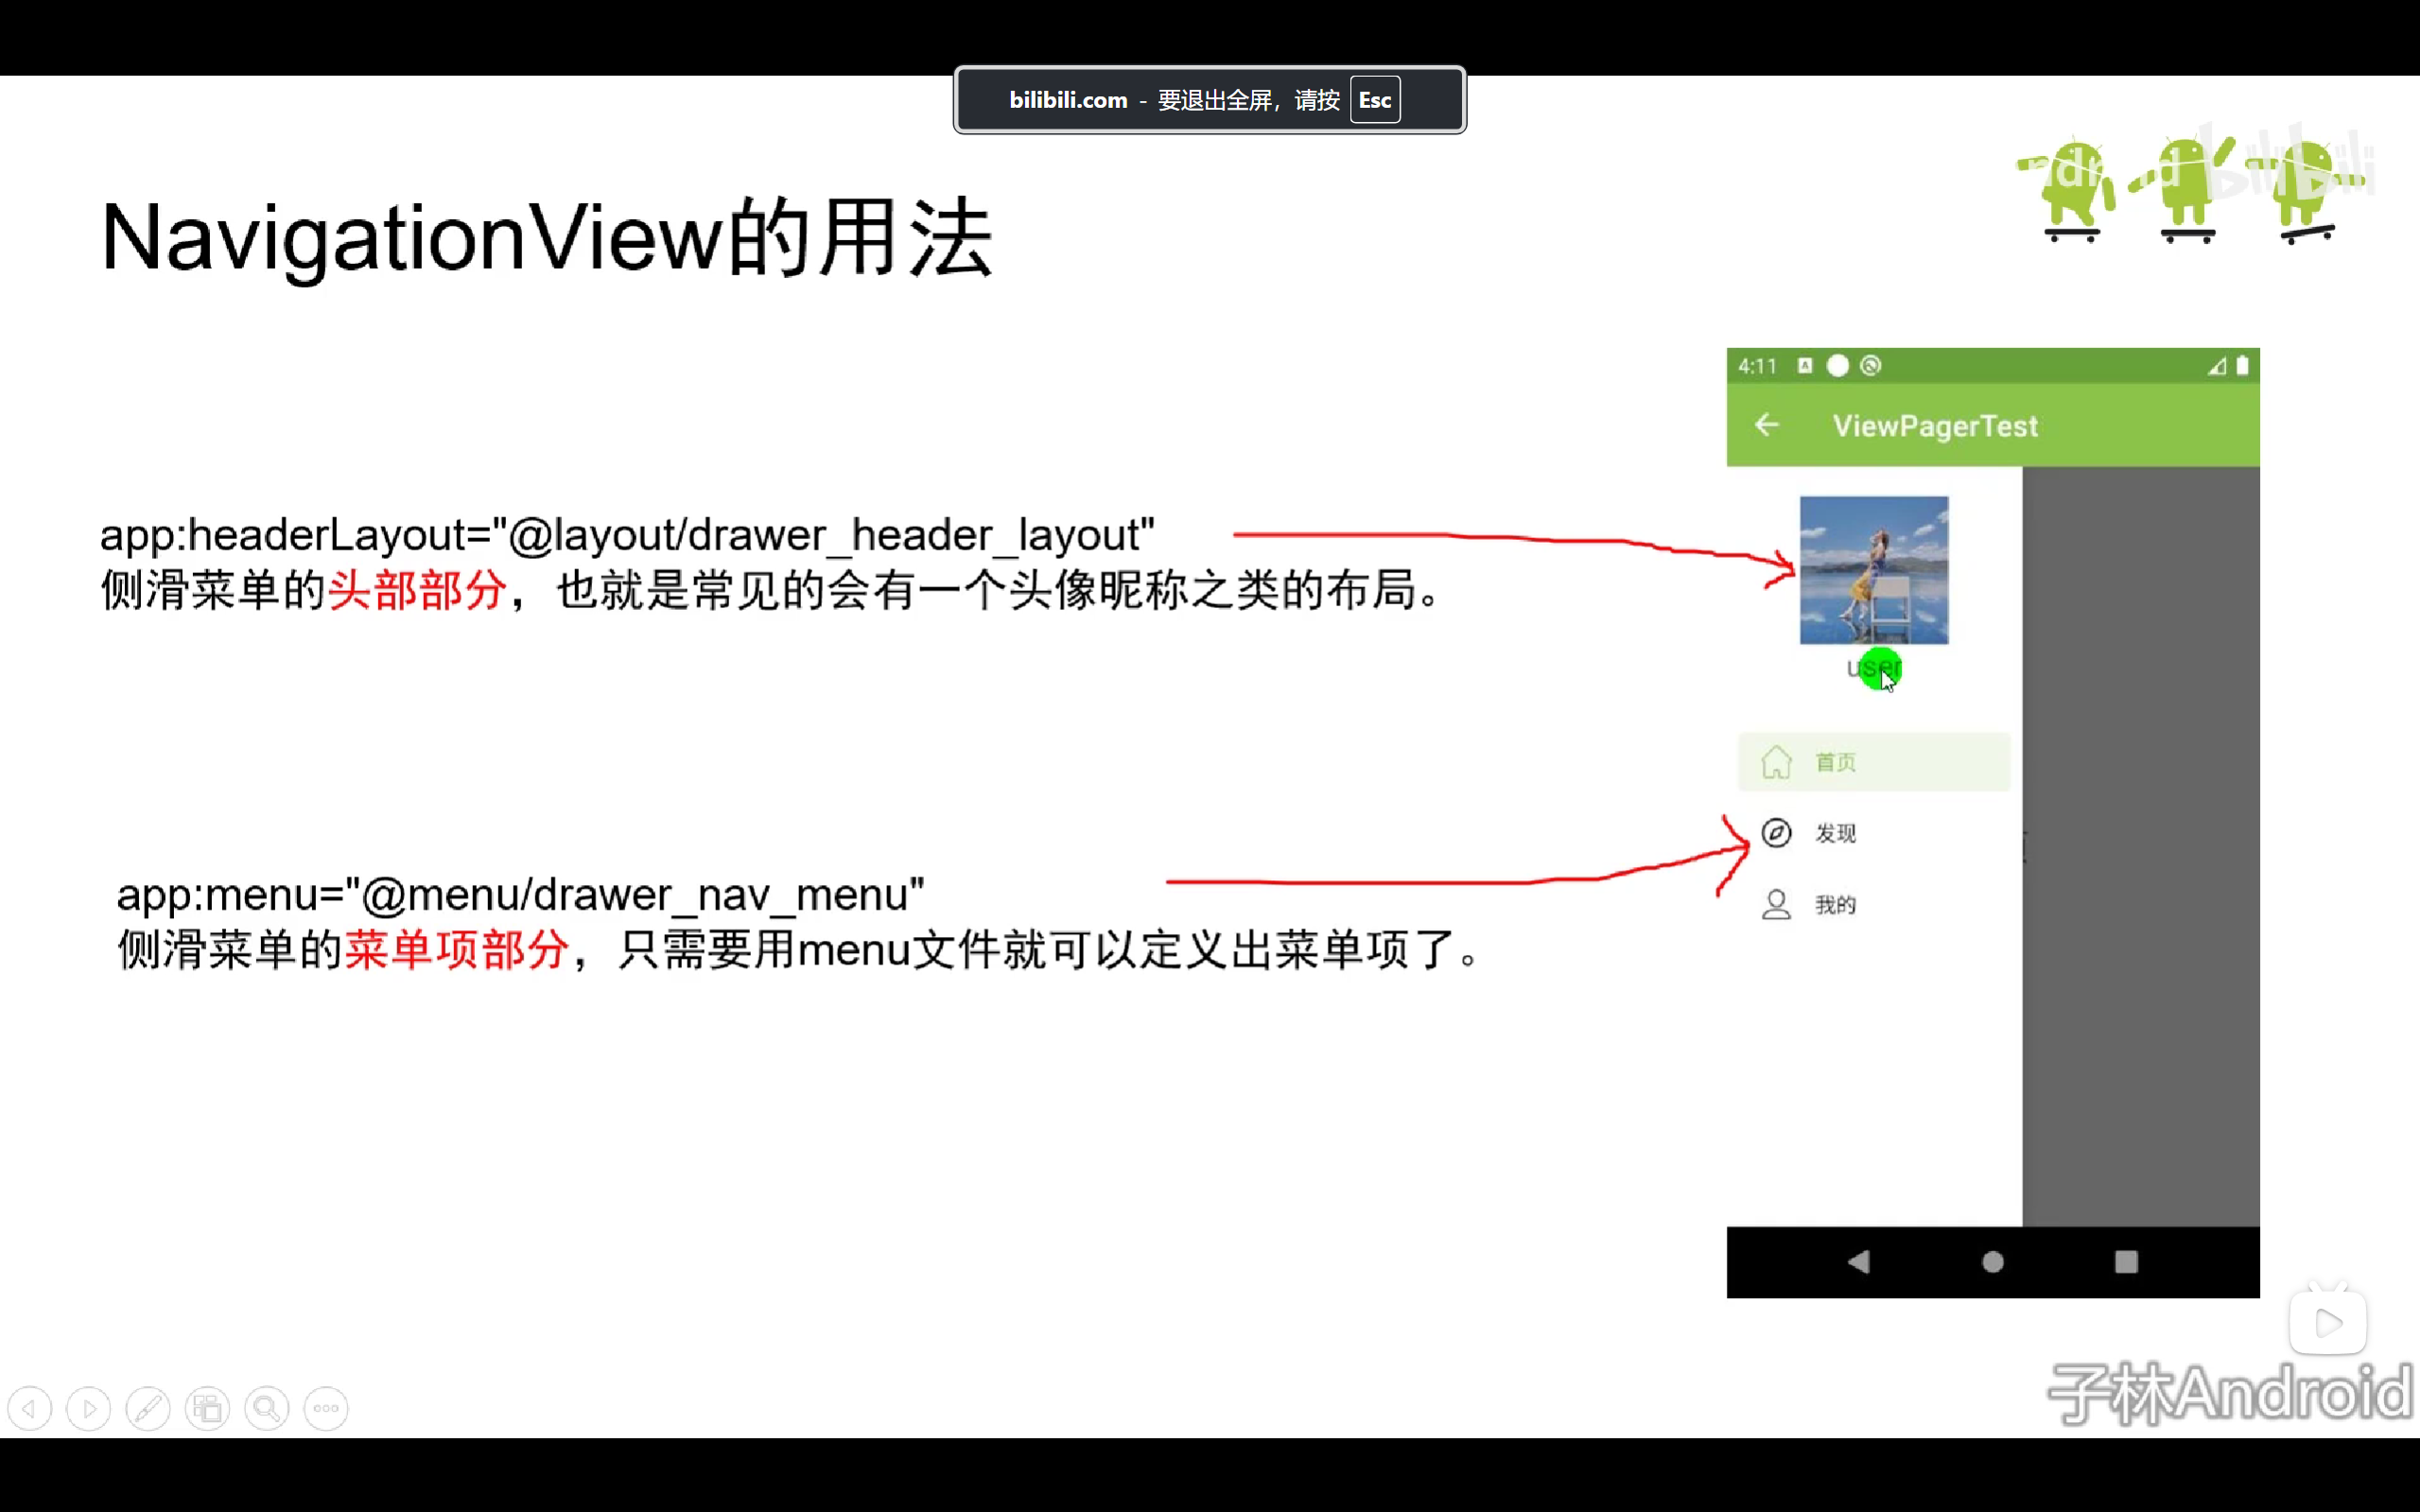 bilibili.com - 要退出全屏，请按 Esc
bilibili
NavigationView的用法
app:headerLayout="@layout/drawer_header_layout"
侧滑菜单的头部部分，也就是常见的会有一个头像昵称之类的布局。
app:menu="@menu/drawer_nav_menu"
侧滑菜单的菜单项部分，只需要用menu文件就可以定义出菜单项了。
4:11
ViewPagerTest
user
首页
发现
我的
子林Android